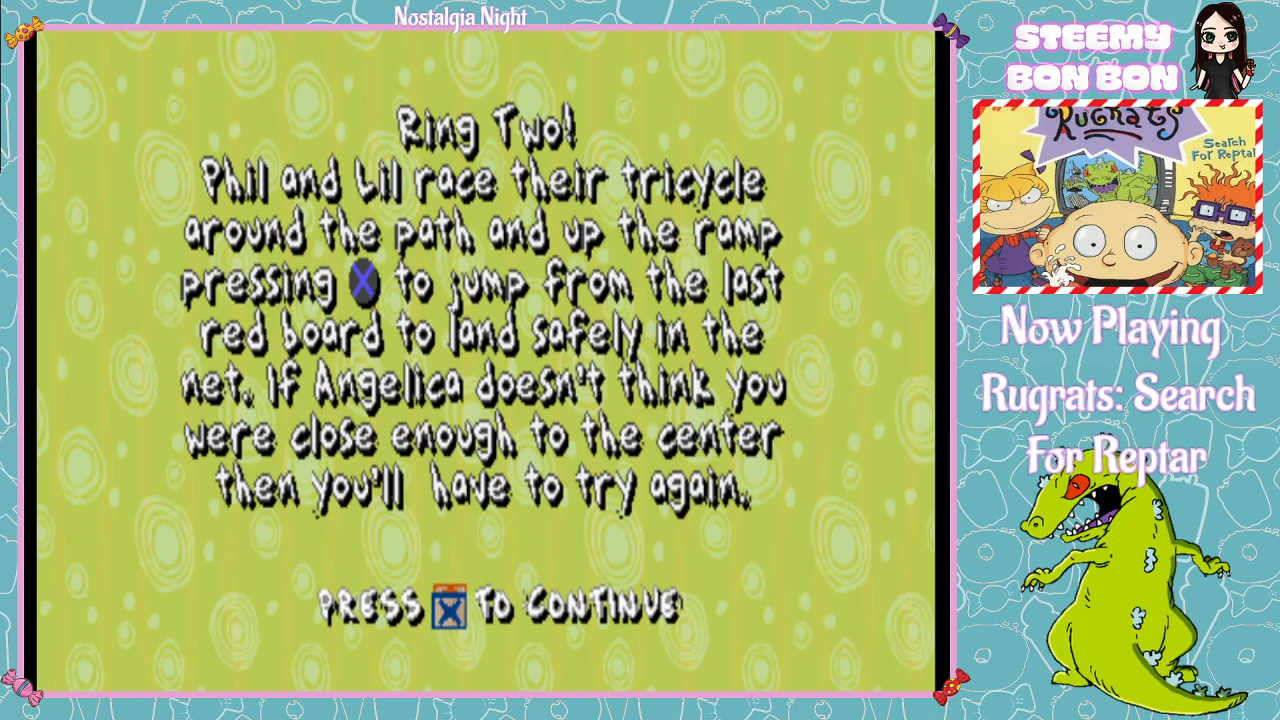 Nostalgia Night
Ring Two!
Phil and Lil race their tricycle
around the path and up the ramp
pressing X to jump from the last
red board to land safely in the
net. If Angelica doesn't think you
were close enough to the center
then you'll have to try again.
PRESS X TO CONTINUE
STEEMY
BON BON
Rugrats
Search
For Reptar
Now Playing
Rugrats: Search
For Reptar